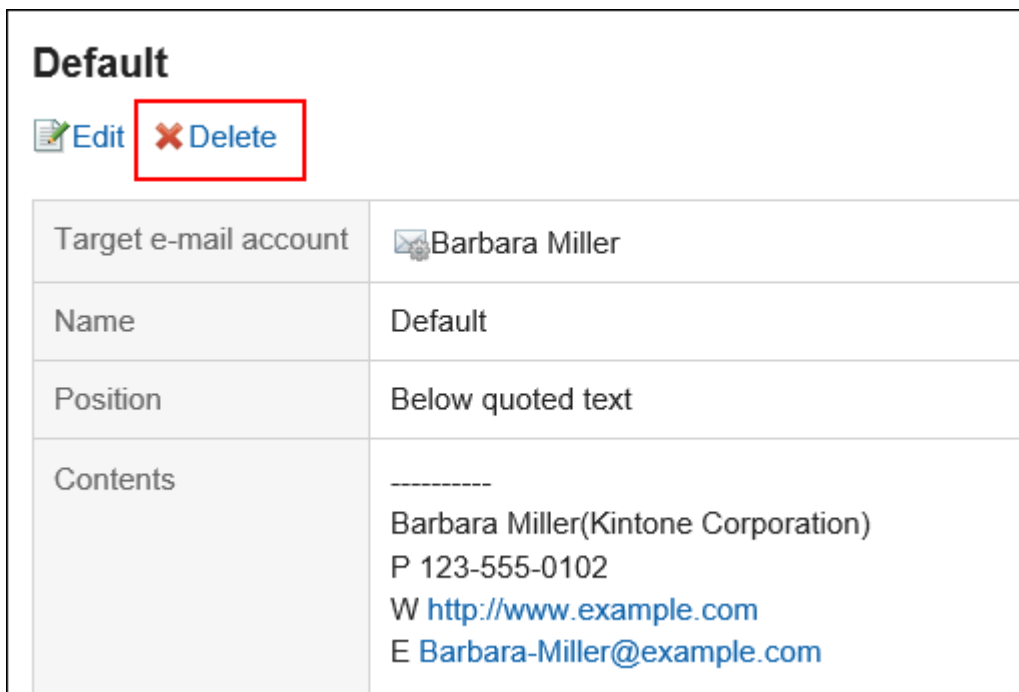 Default
Edit Delete
Target e-mail account Barbara Miller
Name Default
Position Below quoted text
Contents ----------
Barbara Miller(Kintone Corporation)
P 123-555-0102
W http://www.example.com
E Barbara-Miller@example.com